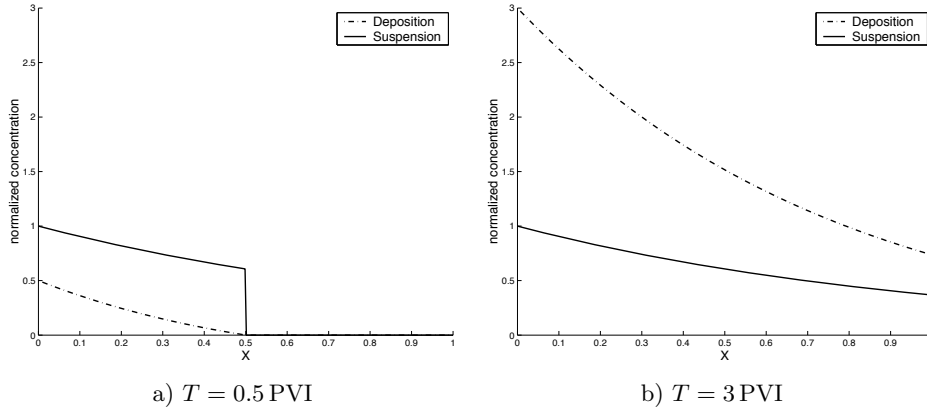 3
2.5
2
1.5
1
0.5
0
normalized concentration
Deposition
Suspension
0 0.1 0.2 0.3 0.4 0.5 0.6 0.7 0.8 0.9 1
X
a) T = 0.5 PVI
3
2.5
2
1.5
1
0.5
0
normalized concentration
Deposition
Suspension
0 0.1 0.2 0.3 0.4 0.5 0.6 0.7 0.8 0.9
X
b) T = 3 PVI